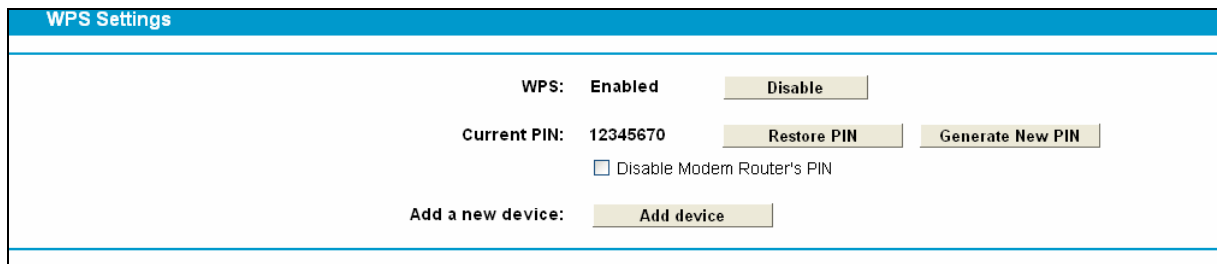 WPS Settings
WPS: Enabled Disable
Current PIN: 12345670 Restore PIN Generate New PIN
Disable Modem Router's PIN
Add a new device: Add device